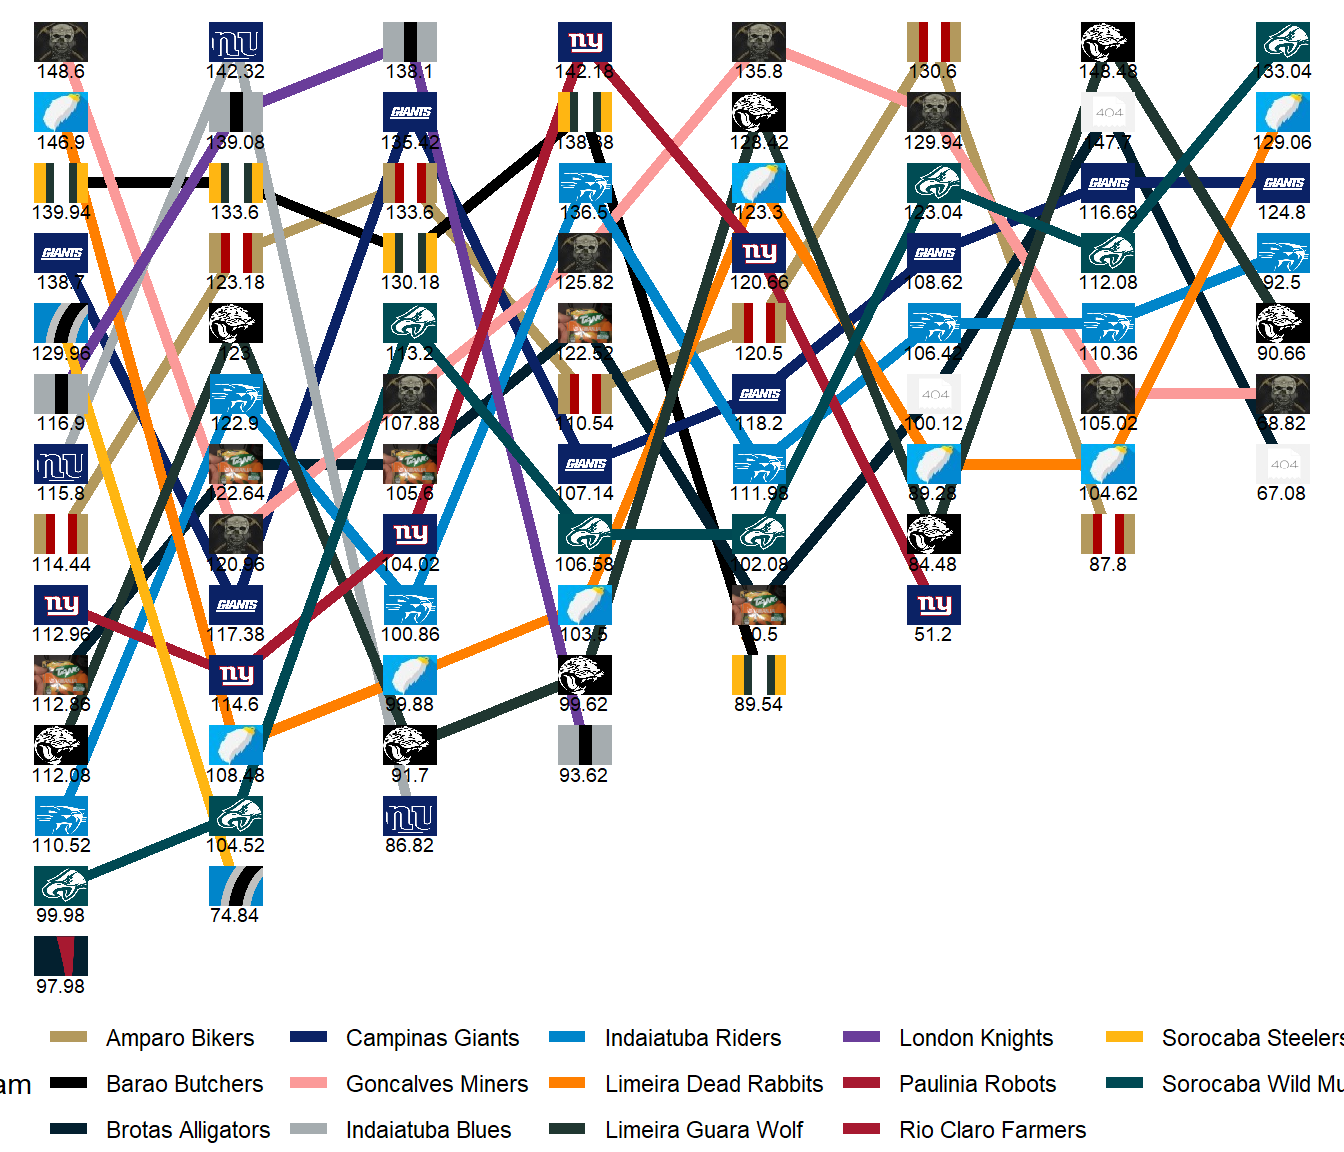 148.6 142.32 138.1 142.18 135.8 130.6 148.48 133.04
146.9 139.08 135.42 138.38 128.42 129.94 147.7 129.06
139.94 133.6 133.6 136.5 123.3 123.04 116.68 124.8
138.7 123.18 130.18 125.82 120.66 108.62 112.08 92.5
129.96 123 113.2 122.52 120.5 106.42 110.36 90.66
116.9 122.9 107.88 110.54 118.2 100.12 105.02 68.82
115.8 122.64 105.6 107.14 111.98 89.28 104.62 67.08
114.44 120.96 104.02 106.58 102.08 84.48 87.8
112.96 117.38 100.86 103.5 90.5 51.2
112.86 114.6 99.88 99.62 89.54
112.08 108.48 91.7 93.62
110.52 104.52 86.82
99.98 74.84
97.98
Amparo Bikers Campinas Giants Indaiatuba Riders London Knights Sorocaba Steelers
am Barao Butchers Goncalves Miners Limeira Dead Rabbits Paulinia Robots Sorocaba Wild Mu
Brotas Alligators Indaiatuba Blues Limeira Guara Wolf Rio Claro Farmers